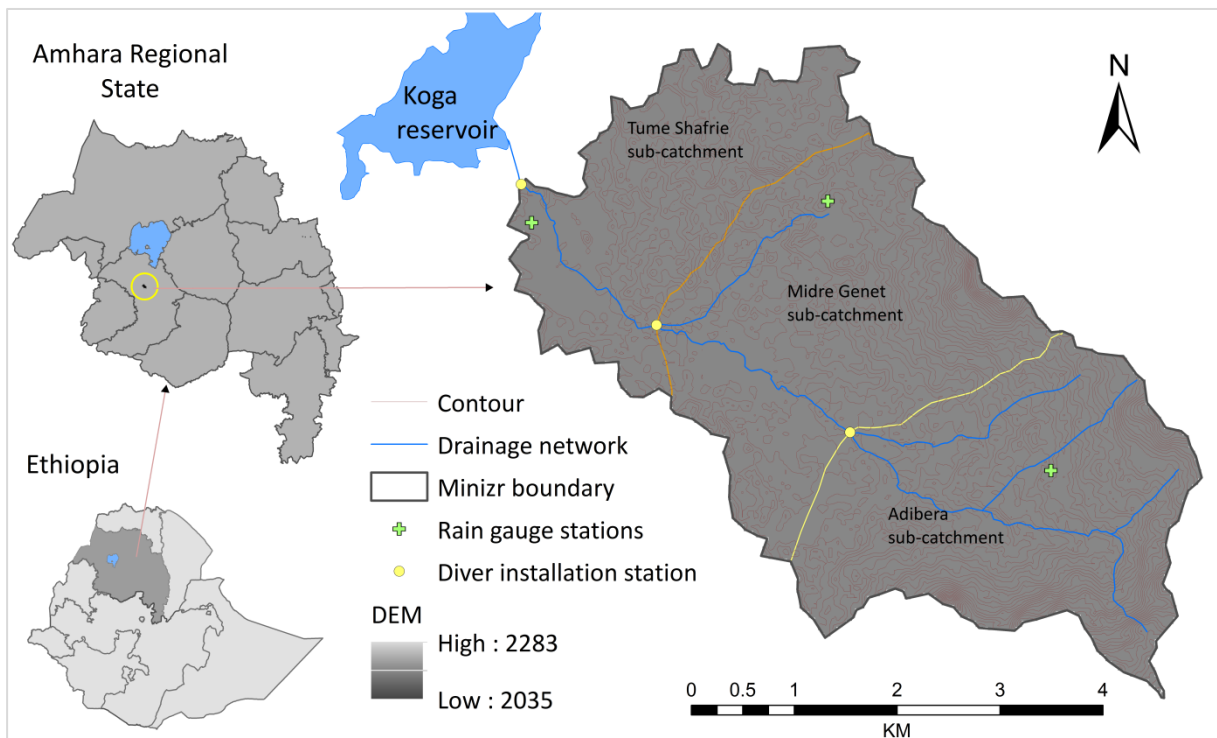 Amhara Regional
State
Koga
reservoir
Tume Shafrie
sub-catchment
N
Midre Genet
sub-catchment
Adibera
sub-catchment
Ethiopia
Contour
Drainage network
Minizr boundary
Rain gauge stations
Diver installation station
DEM
High : 2283
Low : 2035
0 0.5 1 2 3 4
KM